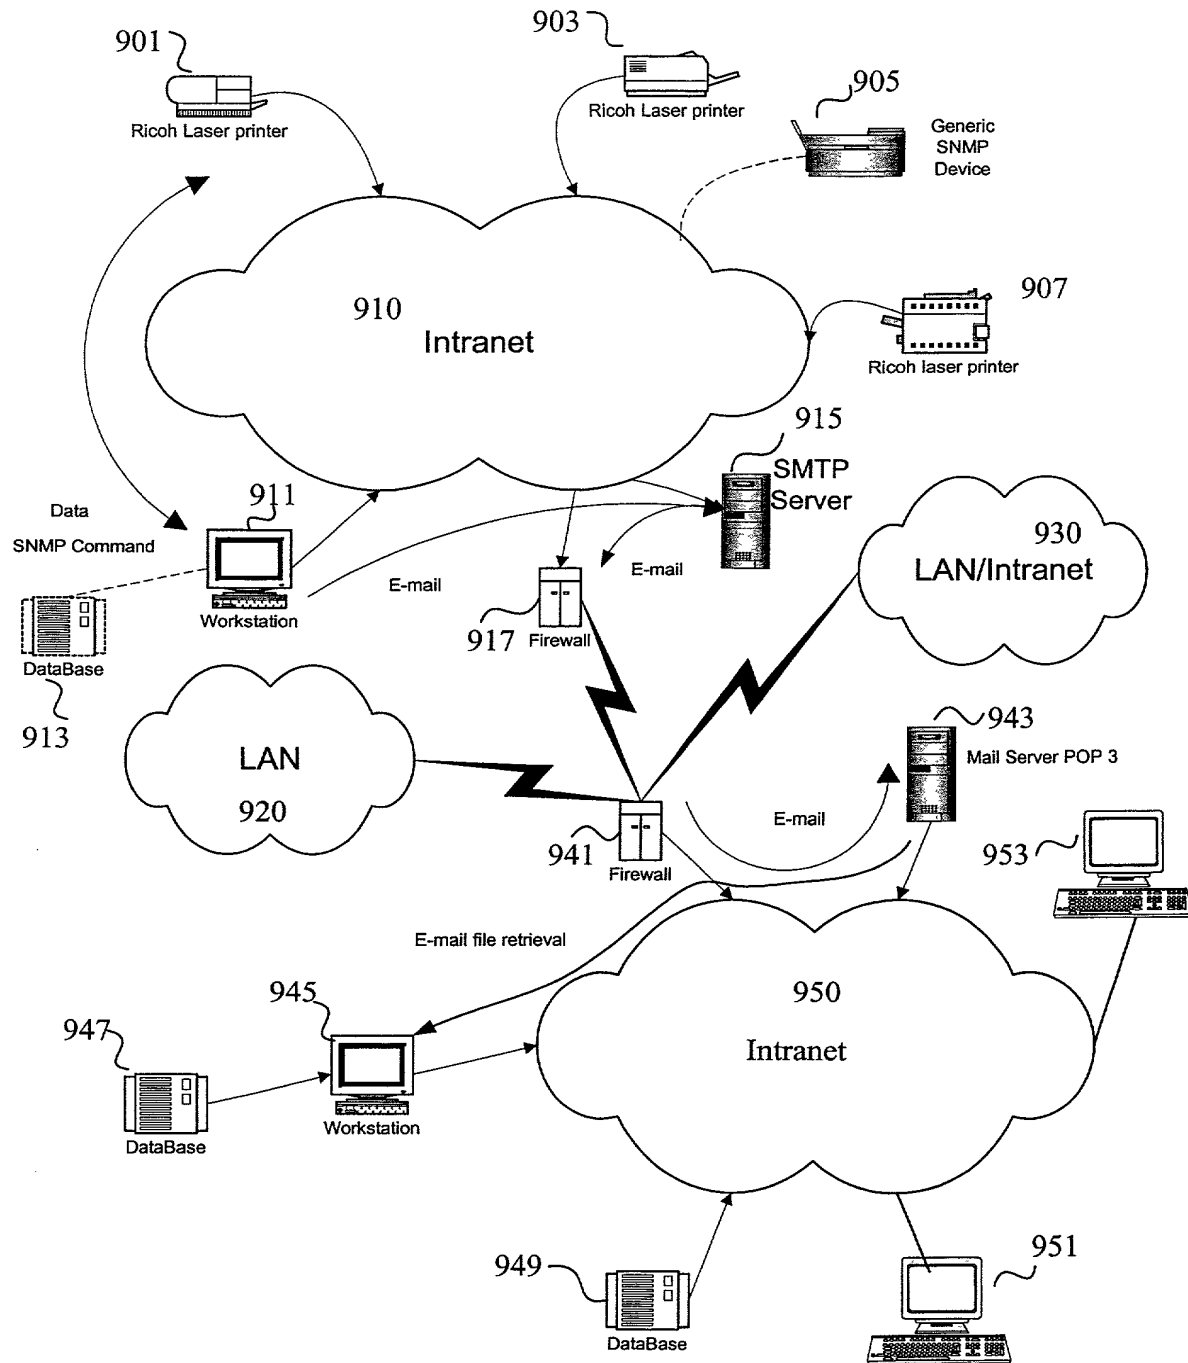 901
Ricoh Laser printer
903
Ricoh Laser printer
905
Generic
SNMP
Device
910
Intranet
907
Ricoh laser printer
915
SMTP
Server
911
Data
SNMP Command
Workstation
DataBase
913
E-mail
E-mail
917
Firewall
930
LAN/Intranet
LAN
920
943
Mail Server POP 3
E-mail
941
Firewall
953
E-mail file retrieval
945
Workstation
947
DataBase
950
Intranet
949
DataBase
951